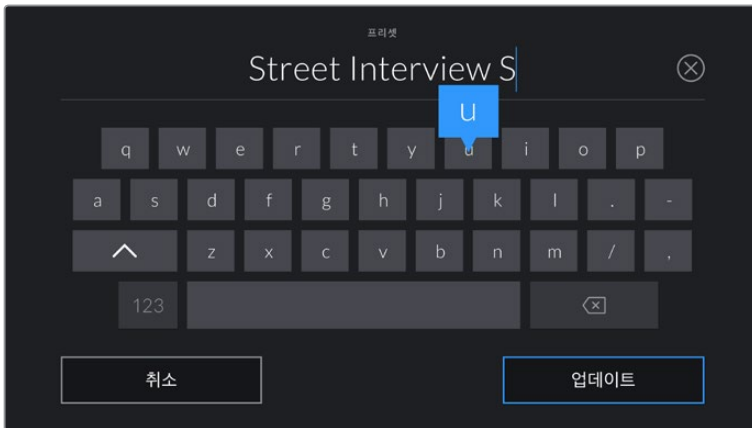 프리셋
Street Interview S
u
q w e r t y u i o p
a s d f g h j k l . -
z x c v b n m / ,
123
취소 업데이트